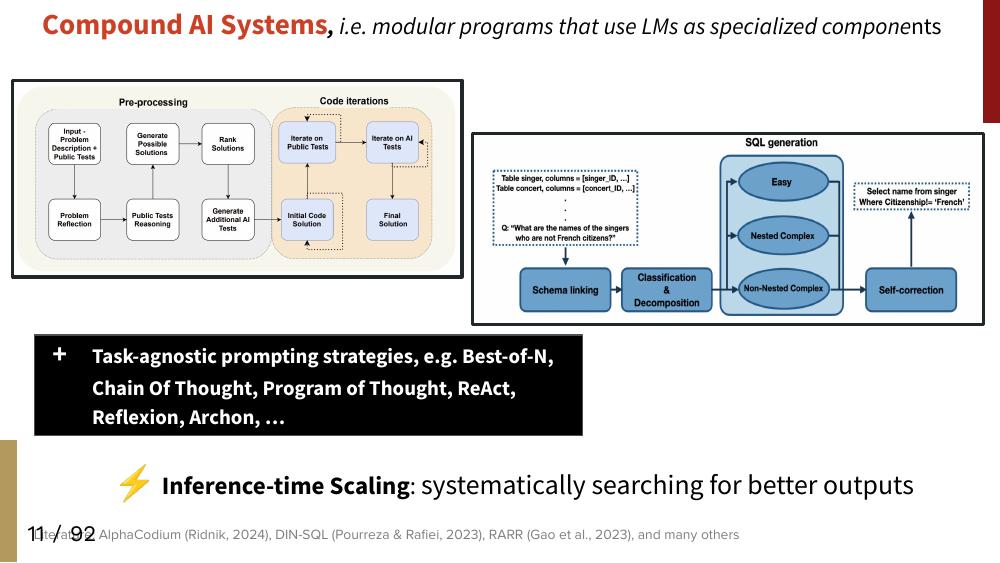 Compound AI Systems, i.e. modular programs that use LMs as specialized components
Pre-processing
Code iterations
Input -
Problem
Description +
Public Tests
Generate
Possible
Solutions
Rank
Solutions
Iterate on
Public Tests
Iterate on AI
Tests
Problem
Reflection
Public Tests
Reasoning
Generate
Additional AI
Tests
Initial Code
Solution
Final
Solution
SQL generation
Table singer, columns = [singer_ID, ...]
Table concert, columns = [concert_ID, ...]
.
.
.
Q: "What are the names of the singers
who are not French citizens?"
Easy
Nested Complex
Non-Nested Complex
Select name from singer
Where Citizenship!= 'French'
Schema linking
Classification
&
Decomposition
Self-correction
+ Task-agnostic prompting strategies, e.g. Best-of-N,
Chain Of Thought, Program of Thought, ReAct,
Reflexion, Archon, …
⚡ Inference-time Scaling: systematically searching for better outputs
11 / 92
AlphaCodium (Ridnik, 2024), DIN-SQL (Pourreza & Rafiei, 2023), RARR (Gao et al., 2023), and many others